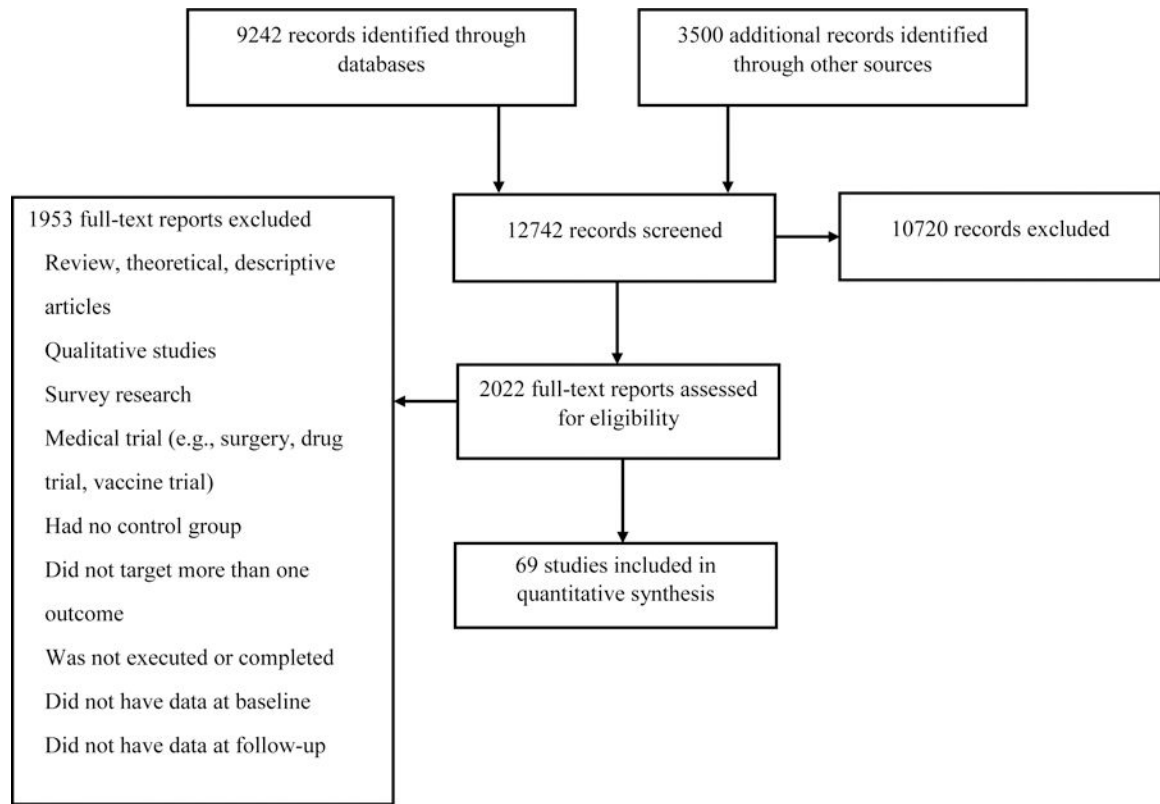 9242 records identified through
databases
3500 additional records identified
through other sources
12742 records screened
10720 records excluded
1953 full-text reports excluded
Review, theoretical, descriptive
articles
Qualitative studies
Survey research
Medical trial (e.g., surgery, drug
trial, vaccine trial)
Had no control group
Did not target more than one
outcome
Was not executed or completed
Did not have data at baseline
Did not have data at follow-up
2022 full-text reports assessed
for eligibility
69 studies included in
quantitative synthesis